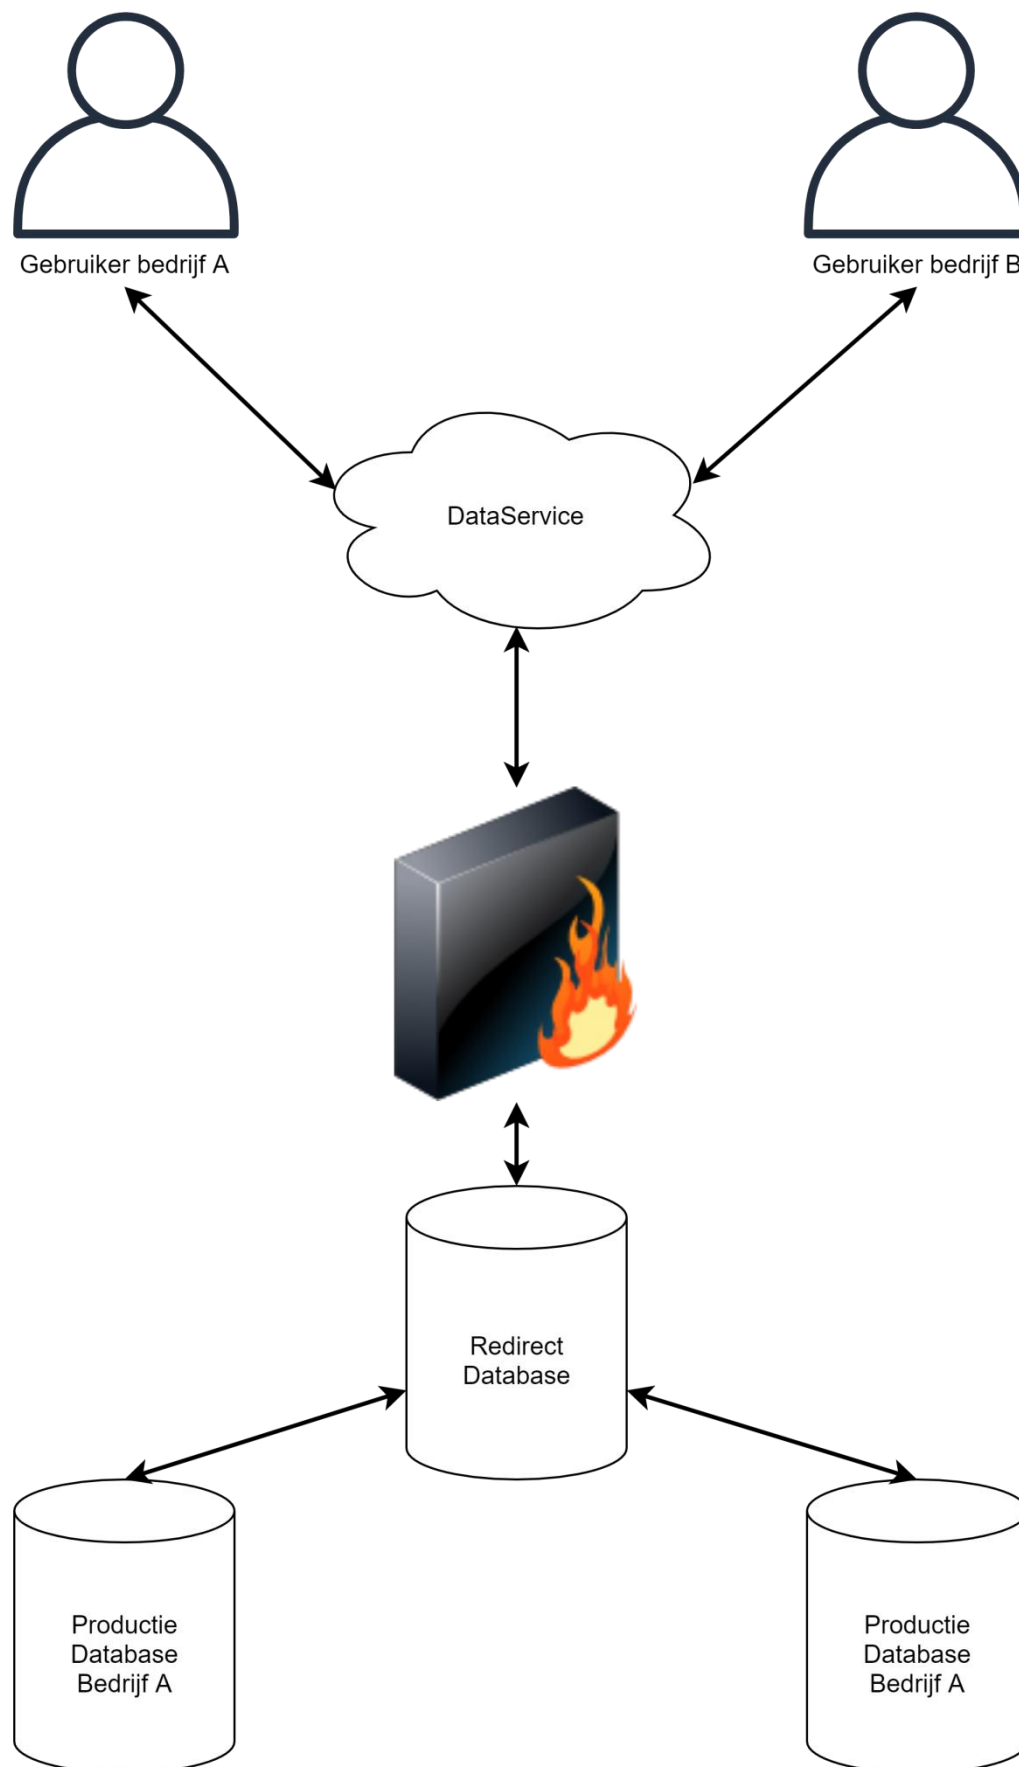 Gebruiker bedrijf A
Gebruiker bedrijf B
DataService
Redirect
Database
Productie
Database
Bedrijf A
Productie
Database
Bedrijf A